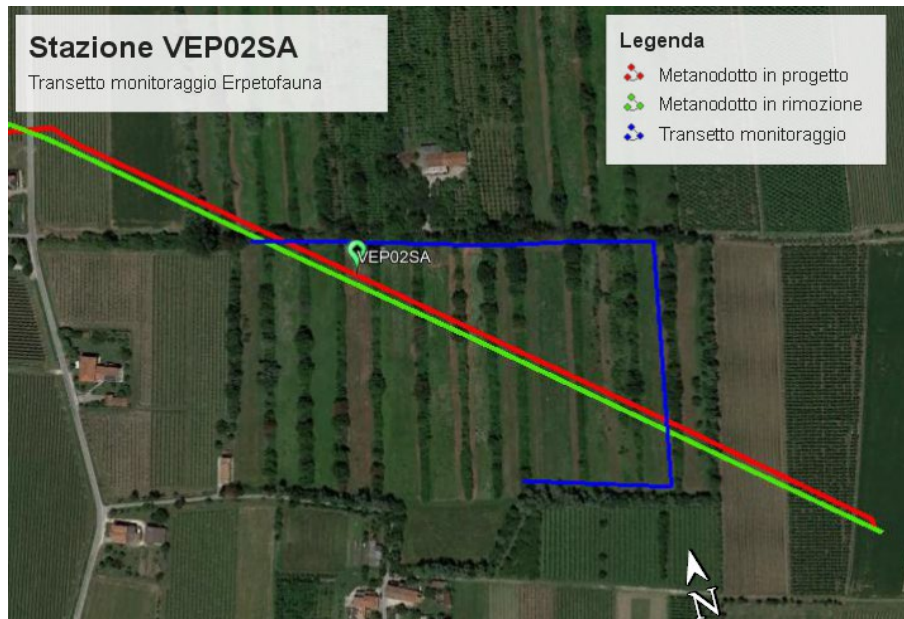 Stazione VEP02SA
Transetto monitoraggio Erpetofauna
Legenda
Metanodotto in progetto
Metanodotto in rimozione
Transetto monitoraggio
VEP02SA
N